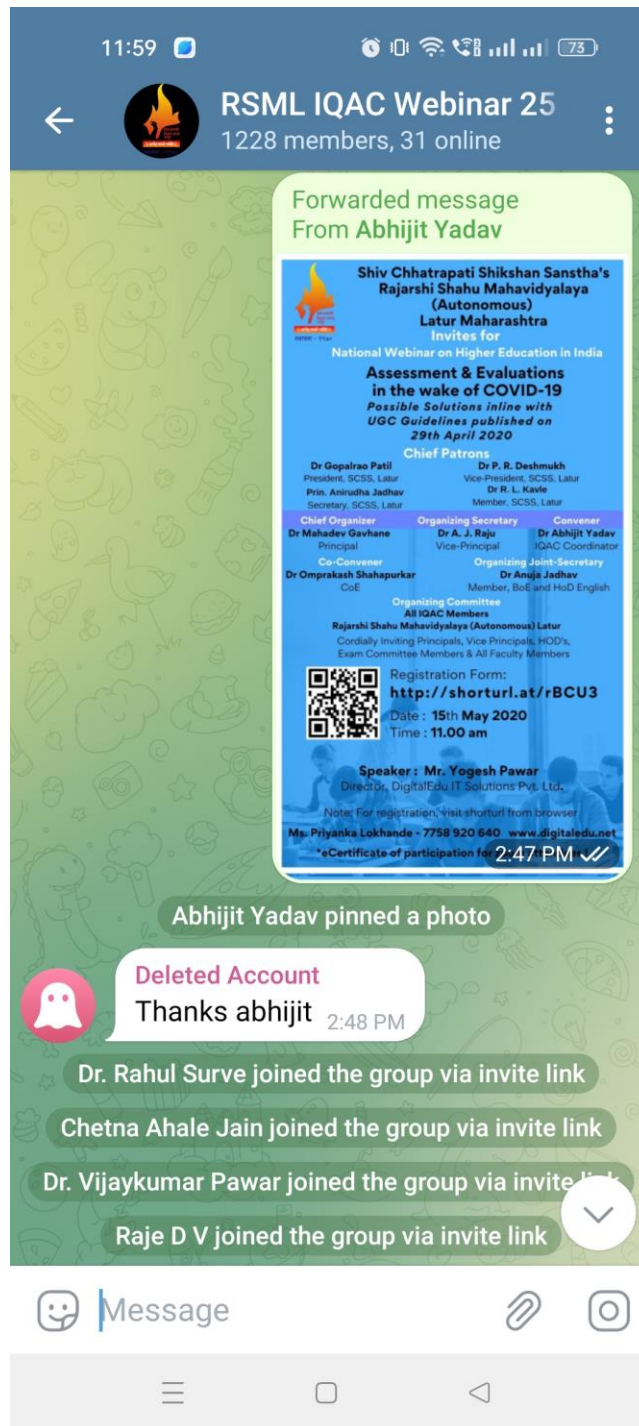 11:59
73
RSML IQAC Webinar 25
1228 members, 31 online
Forwarded message
From Abhijit Yadav
Shiv Chhatrapati Shikshan Sanstha's
Rajarshi Shahu Mahavidyalaya
(Autonomous)
Latur Maharashtra
Invites for
National Webinar on Higher Education in India
Assessment & Evaluations
in the wake of COVID-19
Possible Solutions inline with
UGC Guidelines published on
29th April 2020
Chief Patrons
Dr Gopalrao Patil Dr P. R. Deshmukh
President, SCSS, Latur Vice-President, SCSS, Latur
Prin. Anirudha Jadhav Dr R. L. Kavle
Secretary, SCSS, Latur Member, SCSS, Latur
Chief Organizer Organizing Secretary Convener
Dr Mahadev Gavhane Dr A. J. Raju Dr Abhijit Yadav
Principal Vice-Principal IQAC Coordinator
Co-Convener Organizing Joint-Secretary
Dr Omprakash Shahapurkar Dr Anuja Jadhav
CoE Member, BoE and HoD English
Organizing Committee
All IQAC Members
Rajarshi Shahu Mahavidyalaya (Autonomous) Latur
Cordially Inviting Principals, Vice Principals, HOD's,
Exam Committee Members & All Faculty Members
Registration Form:
http://shorturl.at/rBCU3
Date : 15th May 2020
Time : 11.00 am
Speaker : Mr. Yogesh Pawar
Director, DigitalEdu IT Solutions Pvt. Ltd.
Note: For registration, visit shorturl from browser
Ms. Priyanka Lokhande - 7758 920 640 www.digitaledu.net
*eCertificate of participation for
2:47 PM
Abhijit Yadav pinned a photo
Deleted Account
Thanks abhijit 2:48 PM
Dr. Rahul Surve joined the group via invite link
Chetna Ahale Jain joined the group via invite link
Dr. Vijaykumar Pawar joined the group via invite
Raje D V joined the group via invite link
Message